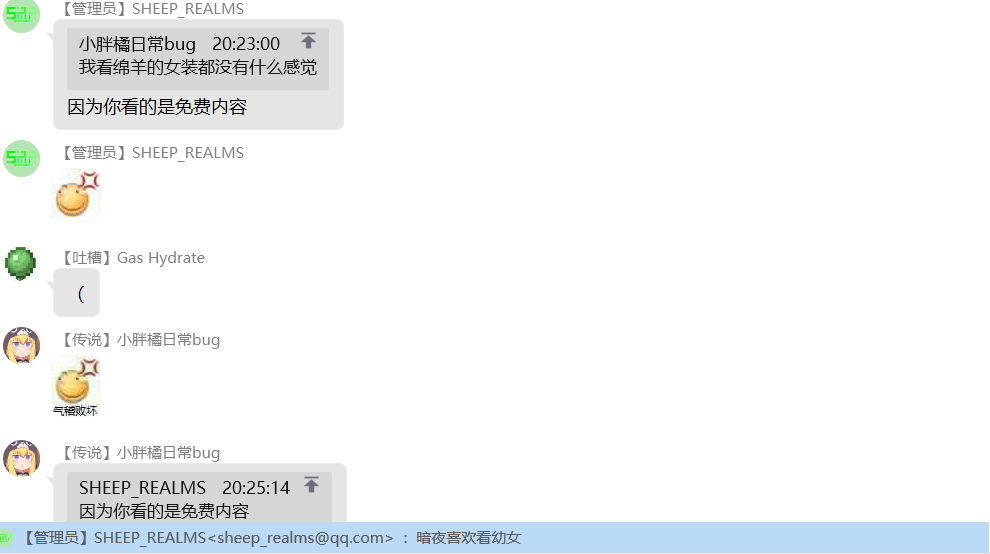 【管理员】SHEEP_REALMS
小胖橘日常bug 20:23:00
我看绵羊的女装都没有什么感觉
因为你看的是免费内容
【管理员】SHEEP_REALMS
【吐槽】Gas Hydrate
（
【传说】小胖橘日常bug
气稽败坏
【传说】小胖橘日常bug
SHEEP_REALMS 20:25:14
因为你看的是免费内容
【管理员】SHEEP_REALMS<sheep_realms@qq.com> ：暗夜喜欢看幼女